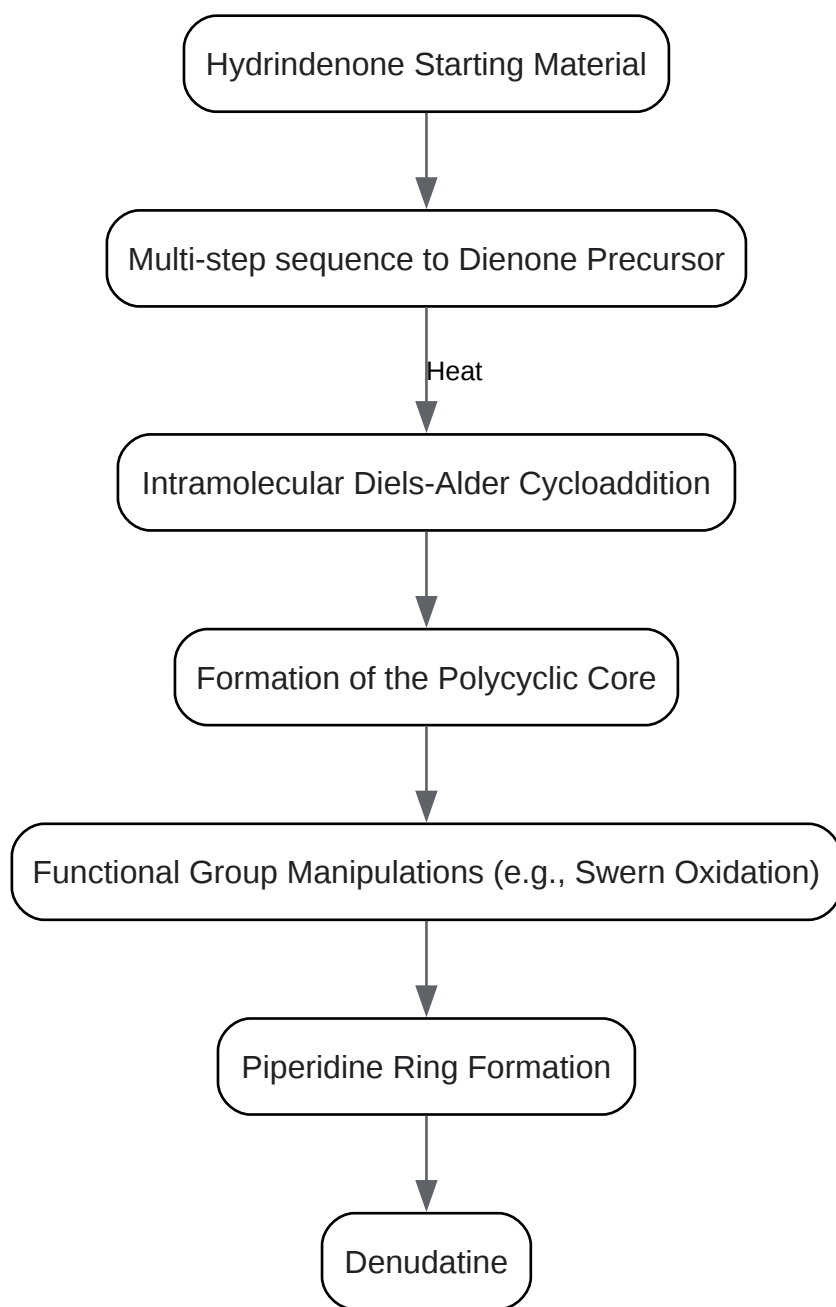 Hydrindenone Starting Material
Multi-step sequence to Dienone Precursor
Heat
Intramolecular Diels-Alder Cycloaddition
Formation of the Polycyclic Core
Functional Group Manipulations (e.g., Swern Oxidation)
Piperidine Ring Formation
Denudatine